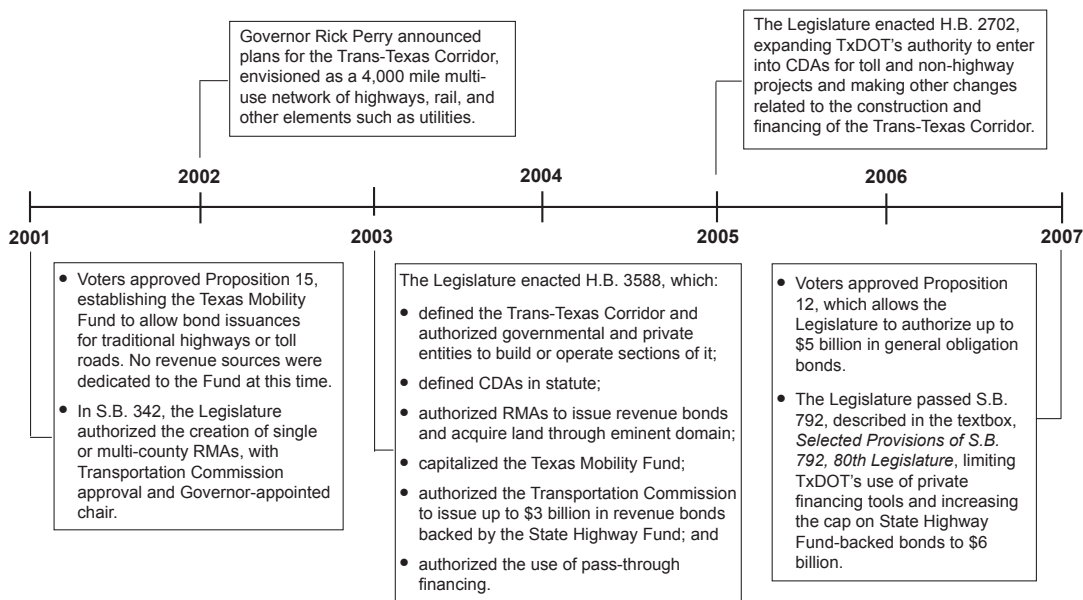 Governor Rick Perry announced
plans for the Trans-Texas Corridor,
envisioned as a 4,000 mile multi-
use network of highways, rail, and
other elements such as utilities.
The Legislature enacted H.B. 2702,
expanding TxDOT's authority to enter
into CDAs for toll and non-highway
projects and making other changes
related to the construction and
financing of the Trans-Texas Corridor.
2002
2004
2006
2001
2003
2005
2007
• Voters approved Proposition 15,
establishing the Texas Mobility
Fund to allow bond issuances
for traditional highways or toll
roads. No revenue sources were
dedicated to the Fund at this time.
• In S.B. 342, the Legislature
authorized the creation of single
or multi-county RMAs, with
Transportation Commission
approval and Governor-appointed
chair.
The Legislature enacted H.B. 3588, which:
• defined the Trans-Texas Corridor and
authorized governmental and private
entities to build or operate sections of it;
• defined CDAs in statute;
• authorized RMAs to issue revenue bonds
and acquire land through eminent domain;
• capitalized the Texas Mobility Fund;
• authorized the Transportation Commission
to issue up to $3 billion in revenue bonds
backed by the State Highway Fund; and
• authorized the use of pass-through
financing.
• Voters approved Proposition
12, which allows the
Legislature to authorize up to
$5 billion in general obligation
bonds.
• The Legislature passed S.B.
792, described in the textbox,
Selected Provisions of S.B.
792, 80th Legislature, limiting
TxDOT's use of private
financing tools and increasing
the cap on State Highway
Fund-backed bonds to $6
billion.